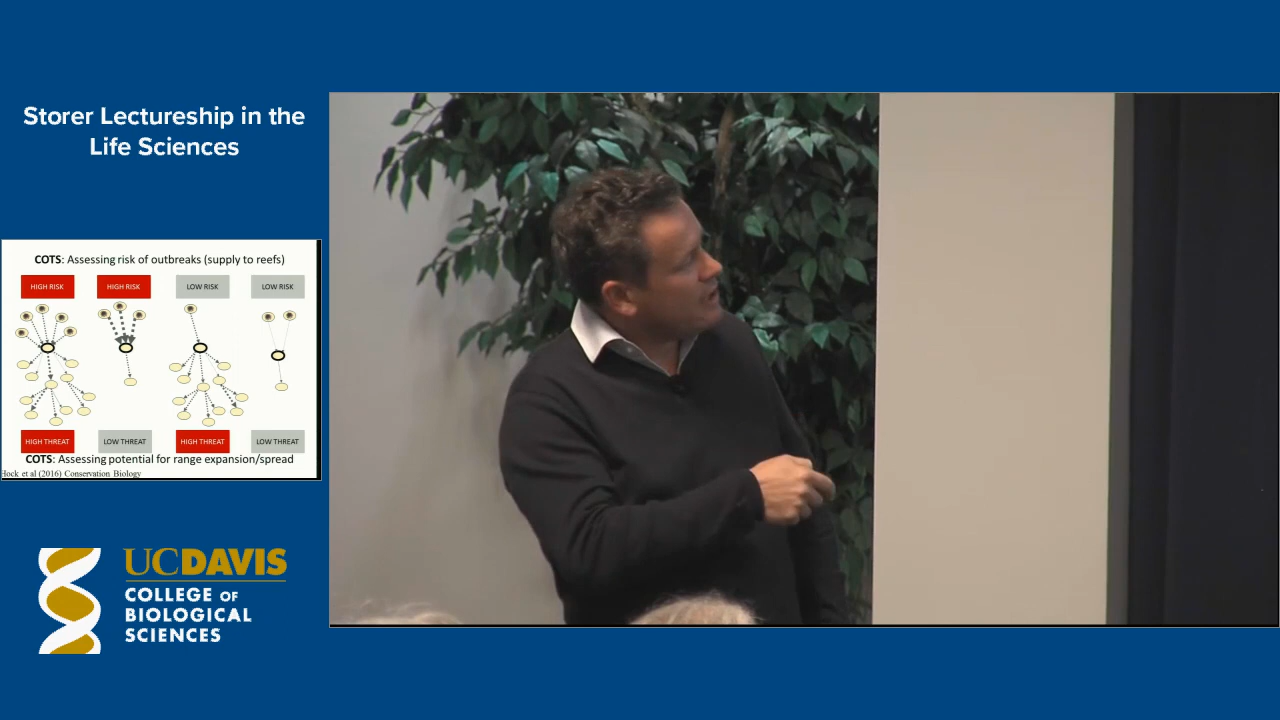 Storer Lectureship in the
Life Sciences
COTS: Assessing risk of outbreaks (supply to reefs)
HIGH RISK
HIGH RISK
LOW RISK
LOW RISK
HIGH THREAT
LOW THREAT
HIGH THREAT
LOW THREAT
COTS: Assessing potential for range expansion/spread
Hock et al (2016) Conservation Biology
UCDAVIS
COLLEGE OF
BIOLOGICAL
SCIENCES